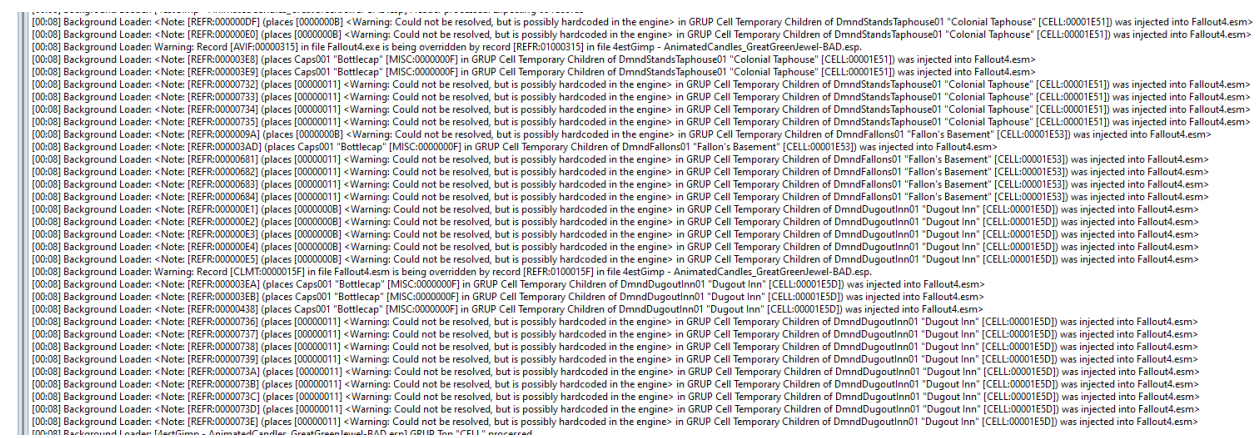 [00:08] Background Loader: <Note: [REFR:000000DF] (places [0000000B] <Warning: Could not be resolved, but is possibly hardcoded in the engine> in GRUP Cell Temporary Children of DmndStandsTaphouse01 "Colonial Taphouse" [CELL:00001E51]) was injected into Fallout4.esm>
[00:08] Background Loader: <Note: [REFR:000000E0] (places [0000000B] <Warning: Could not be resolved, but is possibly hardcoded in the engine> in GRUP Cell Temporary Children of DmndStandsTaphouse01 "Colonial Taphouse" [CELL:00001E51]) was injected into Fallout4.esm>
[00:08] Background Loader: Warning: Record [AVIF:00000315] in file Fallout4.exe is being overridden by record [REFR:01000315] in file 4estGimp - AnimatedCandles_GreatGreenJewel-BAD.esp.
[00:08] Background Loader: <Note: [REFR:000003E8] (places Caps001 "Bottlecap" [MISC:0000000F] in GRUP Cell Temporary Children of DmndStandsTaphouse01 "Colonial Taphouse" [CELL:00001E51]) was injected into Fallout4.esm>
[00:08] Background Loader: <Note: [REFR:000003E9] (places Caps001 "Bottlecap" [MISC:0000000F] in GRUP Cell Temporary Children of DmndStandsTaphouse01 "Colonial Taphouse" [CELL:00001E51]) was injected into Fallout4.esm>
[00:08] Background Loader: <Note: [REFR:00000732] (places [00000011] <Warning: Could not be resolved, but is possibly hardcoded in the engine> in GRUP Cell Temporary Children of DmndStandsTaphouse01 "Colonial Taphouse" [CELL:00001E51]) was injected into Fallout4.esm>
[00:08] Background Loader: <Note: [REFR:00000733] (places [00000011] <Warning: Could not be resolved, but is possibly hardcoded in the engine> in GRUP Cell Temporary Children of DmndStandsTaphouse01 "Colonial Taphouse" [CELL:00001E51]) was injected into Fallout4.esm>
[00:08] Background Loader: <Note: [REFR:00000734] (places [00000011] <Warning: Could not be resolved, but is possibly hardcoded in the engine> in GRUP Cell Temporary Children of DmndStandsTaphouse01 "Colonial Taphouse" [CELL:00001E51]) was injected into Fallout4.esm>
[00:08] Background Loader: <Note: [REFR:00000735] (places [00000011] <Warning: Could not be resolved, but is possibly hardcoded in the engine> in GRUP Cell Temporary Children of DmndStandsTaphouse01 "Colonial Taphouse" [CELL:00001E51]) was injected into Fallout4.esm>
[00:08] Background Loader: <Note: [REFR:0000009A] (places [0000000B] <Warning: Could not be resolved, but is possibly hardcoded in the engine> in GRUP Cell Temporary Children of DmndFallons01 "Fallon's Basement" [CELL:00001E53]) was injected into Fallout4.esm>
[00:08] Background Loader: <Note: [REFR:000003AD] (places Caps001 "Bottlecap" [MISC:0000000F] in GRUP Cell Temporary Children of DmndFallons01 "Fallon's Basement" [CELL:00001E53]) was injected into Fallout4.esm>
[00:08] Background Loader: <Note: [REFR:00000681] (places [00000011] <Warning: Could not be resolved, but is possibly hardcoded in the engine> in GRUP Cell Temporary Children of DmndFallons01 "Fallon's Basement" [CELL:00001E53]) was injected into Fallout4.esm>
[00:08] Background Loader: <Note: [REFR:00000682] (places [00000011] <Warning: Could not be resolved, but is possibly hardcoded in the engine> in GRUP Cell Temporary Children of DmndFallons01 "Fallon's Basement" [CELL:00001E53]) was injected into Fallout4.esm>
[00:08] Background Loader: <Note: [REFR:00000683] (places [00000011] <Warning: Could not be resolved, but is possibly hardcoded in the engine> in GRUP Cell Temporary Children of DmndFallons01 "Fallon's Basement" [CELL:00001E53]) was injected into Fallout4.esm>
[00:08] Background Loader: <Note: [REFR:00000684] (places [00000011] <Warning: Could not be resolved, but is possibly hardcoded in the engine> in GRUP Cell Temporary Children of DmndFallons01 "Fallon's Basement" [CELL:00001E53]) was injected into Fallout4.esm>
[00:08] Background Loader: <Note: [REFR:000000E1] (places [0000000B] <Warning: Could not be resolved, but is possibly hardcoded in the engine> in GRUP Cell Temporary Children of DmndDugoutInn01 "Dugout Inn" [CELL:00001E5D]) was injected into Fallout4.esm>
[00:08] Background Loader: <Note: [REFR:000000E2] (places [0000000B] <Warning: Could not be resolved, but is possibly hardcoded in the engine> in GRUP Cell Temporary Children of DmndDugoutInn01 "Dugout Inn" [CELL:00001E5D]) was injected into Fallout4.esm>
[00:08] Background Loader: <Note: [REFR:000000E3] (places [0000000B] <Warning: Could not be resolved, but is possibly hardcoded in the engine> in GRUP Cell Temporary Children of DmndDugoutInn01 "Dugout Inn" [CELL:00001E5D]) was injected into Fallout4.esm>
[00:08] Background Loader: <Note: [REFR:000000E4] (places [0000000B] <Warning: Could not be resolved, but is possibly hardcoded in the engine> in GRUP Cell Temporary Children of DmndDugoutInn01 "Dugout Inn" [CELL:00001E5D]) was injected into Fallout4.esm>
[00:08] Background Loader: <Note: [REFR:000000E5] (places [0000000B] <Warning: Could not be resolved, but is possibly hardcoded in the engine> in GRUP Cell Temporary Children of DmndDugoutInn01 "Dugout Inn" [CELL:00001E5D]) was injected into Fallout4.esm>
[00:08] Background Loader: Warning: Record [CLMT:0000015F] in file Fallout4.esm is being overridden by record [REFR:0100015F] in file 4estGimp - AnimatedCandles_GreatGreenJewel-BAD.esp.
[00:08] Background Loader: <Note: [REFR:000003EA] (places Caps001 "Bottlecap" [MISC:0000000F] in GRUP Cell Temporary Children of DmndDugoutInn01 "Dugout Inn" [CELL:00001E5D]) was injected into Fallout4.esm>
[00:08] Background Loader: <Note: [REFR:000003EB] (places Caps001 "Bottlecap" [MISC:0000000F] in GRUP Cell Temporary Children of DmndDugoutInn01 "Dugout Inn" [CELL:00001E5D]) was injected into Fallout4.esm>
[00:08] Background Loader: <Note: [REFR:00000438] (places Caps001 "Bottlecap" [MISC:0000000F] in GRUP Cell Temporary Children of DmndDugoutInn01 "Dugout Inn" [CELL:00001E5D]) was injected into Fallout4.esm>
[00:08] Background Loader: <Note: [REFR:00000736] (places [00000011] <Warning: Could not be resolved, but is possibly hardcoded in the engine> in GRUP Cell Temporary Children of DmndDugoutInn01 "Dugout Inn" [CELL:00001E5D]) was injected into Fallout4.esm>
[00:08] Background Loader: <Note: [REFR:00000737] (places [00000011] <Warning: Could not be resolved, but is possibly hardcoded in the engine> in GRUP Cell Temporary Children of DmndDugoutInn01 "Dugout Inn" [CELL:00001E5D]) was injected into Fallout4.esm>
[00:08] Background Loader: <Note: [REFR:00000738] (places [00000011] <Warning: Could not be resolved, but is possibly hardcoded in the engine> in GRUP Cell Temporary Children of DmndDugoutInn01 "Dugout Inn" [CELL:00001E5D]) was injected into Fallout4.esm>
[00:08] Background Loader: <Note: [REFR:00000739] (places [00000011] <Warning: Could not be resolved, but is possibly hardcoded in the engine> in GRUP Cell Temporary Children of DmndDugoutInn01 "Dugout Inn" [CELL:00001E5D]) was injected into Fallout4.esm>
[00:08] Background Loader: <Note: [REFR:0000073A] (places [00000011] <Warning: Could not be resolved, but is possibly hardcoded in the engine> in GRUP Cell Temporary Children of DmndDugoutInn01 "Dugout Inn" [CELL:00001E5D]) was injected into Fallout4.esm>
[00:08] Background Loader: <Note: [REFR:0000073B] (places [00000011] <Warning: Could not be resolved, but is possibly hardcoded in the engine> in GRUP Cell Temporary Children of DmndDugoutInn01 "Dugout Inn" [CELL:00001E5D]) was injected into Fallout4.esm>
[00:08] Background Loader: <Note: [REFR:0000073C] (places [00000011] <Warning: Could not be resolved, but is possibly hardcoded in the engine> in GRUP Cell Temporary Children of DmndDugoutInn01 "Dugout Inn" [CELL:00001E5D]) was injected into Fallout4.esm>
[00:08] Background Loader: <Note: [REFR:0000073D] (places [00000011] <Warning: Could not be resolved, but is possibly hardcoded in the engine> in GRUP Cell Temporary Children of DmndDugoutInn01 "Dugout Inn" [CELL:00001E5D]) was injected into Fallout4.esm>
[00:08] Background Loader: <Note: [REFR:0000073E] (places [00000011] <Warning: Could not be resolved, but is possibly hardcoded in the engine> in GRUP Cell Temporary Children of DmndDugoutInn01 "Dugout Inn" [CELL:00001E5D]) was injected into Fallout4.esm>
[00:08] Background Loader: [4estGimp - AnimatedCandles_GreatGreenJewel-BAD.esp] GRUP Top "CELL" processed